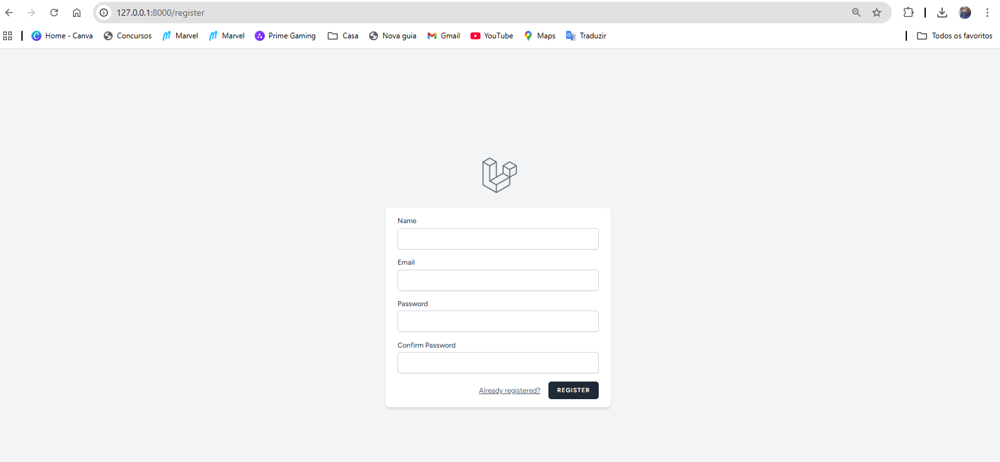 127.0.0.1:8000/register
Home - Canva Concursos Marvel Marvel Prime Gaming Casa Nova guia Gmail YouTube Maps Traduzir Todos os favoritos
Name
Email
Password
Confirm Password
Already registered? REGISTER